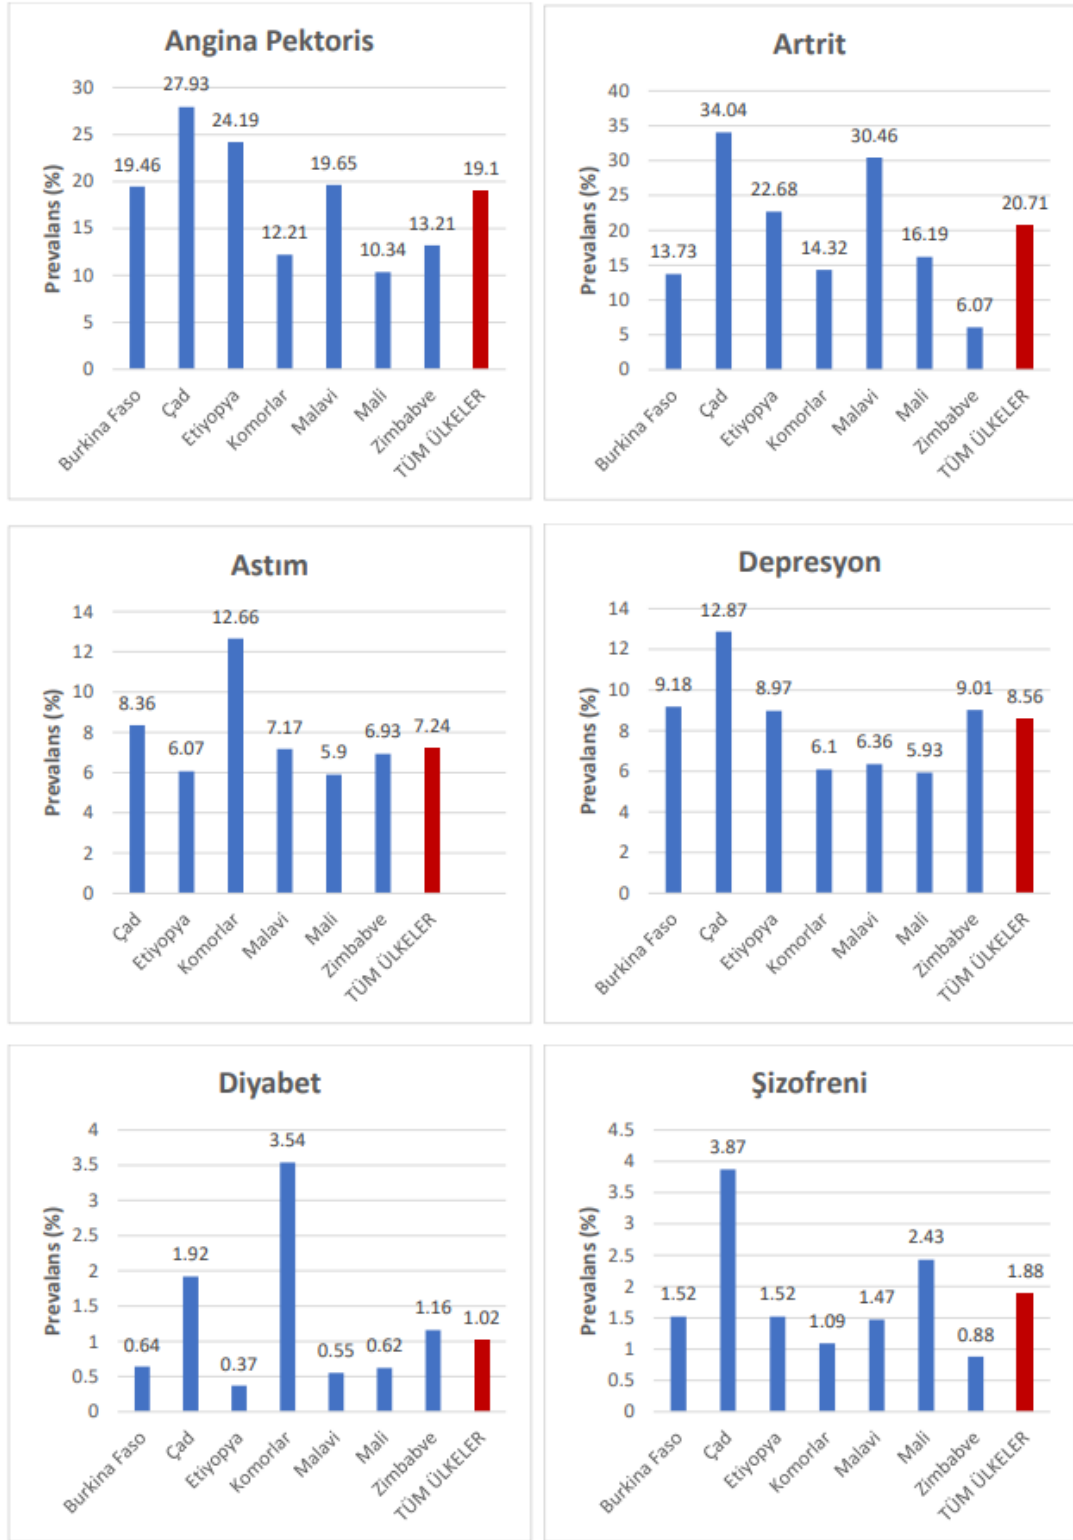 Angina Pektoris
Prevalans (%)
30
25
20
15
10
5
0
19.46
27.93
24.19
12.21
19.65
10.34
13.21
19.1
Burkina Faso
Çad
Etiyopya
Komorlar
Malavi
Mali
Zimbabve
TÜM ÜLKELER
Artrit
Prevalans (%)
40
35
30
25
20
15
10
5
0
13.73
34.04
22.68
14.32
30.46
16.19
6.07
20.71
Burkina Faso
Çad
Etiyopya
Komorlar
Malavi
Mali
Zimbabve
TÜM ÜLKELER
Astım
Prevalans (%)
14
12
10
8
6
4
2
0
8.36
6.07
12.66
7.17
5.9
6.93
7.24
Çad
Etiyopya
Komorlar
Malavi
Mali
Zimbabve
TÜM ÜLKELER
Depresyon
Prevalans (%)
14
12
10
8
6
4
2
0
9.18
12.87
8.97
6.1
6.36
5.93
9.01
8.56
Burkina Faso
Çad
Etiyopya
Komorlar
Malavi
Mali
Zimbabve
TÜM ÜLKELER
Diyabet
Prevalans (%)
4
3.5
3
2.5
2
1.5
1
0.5
0
0.64
1.92
0.37
3.54
0.55
0.62
1.16
1.02
Burkina Faso
Çad
Etiyopya
Komorlar
Malavi
Mali
Zimbabve
TÜM ÜLKELER
Şizofreni
Prevalans (%)
4.5
4
3.5
3
2.5
2
1.5
1
0.5
0
1.52
3.87
1.52
1.09
1.47
2.43
0.88
1.88
Burkina Faso
Çad
Etiyopya
Komorlar
Malavi
Mali
Zimbabve
TÜM ÜLKELER